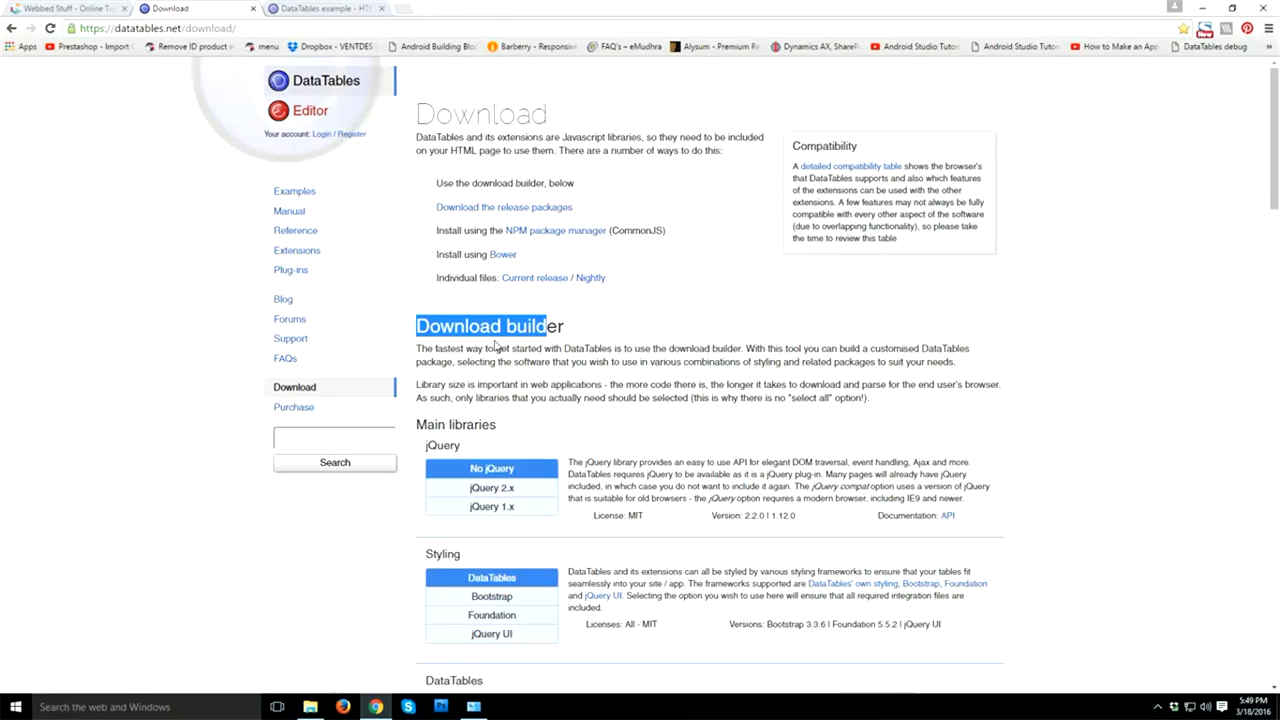 Webbed Stuff - Online Tu
Download
DataTables example - HT
https://datatables.net/download/
Apps
Prestashop - Import
Remove ID product in
menu
Dropbox - VENTDES
Android Building Bloc
Barberry - Responsive
FAQ's – eMudhra
Alysum - Premium Re
Dynamics AX, ShareP
Android Studio Tutor
Android Studio Tutor
How to Make an App
DataTables debug
DataTables
Editor
Your account: Login / Register
Examples
Manual
Reference
Extensions
Plug-ins
Blog
Forums
Support
FAQs
Download
Purchase
Search
Download
DataTables and its extensions are Javascript libraries, so they need to be included
on your HTML page to use them. There are a number of ways to do this:
Use the download builder, below
Download the release packages
Install using the NPM package manager (CommonJS)
Install using Bower
Individual files: Current release / Nightly
Compatibility
A detailed compatibility table shows the browser's
that DataTables supports and also which features
of the extensions can be used with the other
extensions. A few features may not always be fully
compatible with every other aspect of the software
(due to overlapping functionality), so please take
the time to review this table
Download builder
The fastest way to get started with DataTables is to use the download builder. With this tool you can build a customised DataTables
package, selecting the software that you wish to use in various combinations of styling and related packages to suit your needs.
Library size is important in web applications - the more code there is, the longer it takes to download and parse for the end user's browser.
As such, only libraries that you actually need should be selected (this is why there is no "select all" option!).
Main libraries
jQuery
No jQuery
jQuery 2.x
jQuery 1.x
The jQuery library provides an easy to use API for elegant DOM traversal, event handling, Ajax and more.
DataTables requires jQuery to be available as it is a jQuery plug-in. Many pages will already have jQuery
included, in which case you do not want to include it again. The jQuery compat option uses a version of jQuery
that is suitable for old browsers - the jQuery option requires a modern browser, including IE9 and newer.
License: MIT
Version: 2.2.0 | 1.12.0
Documentation: API
Styling
DataTables
Bootstrap
Foundation
jQuery UI
DataTables and its extensions can all be styled by various styling frameworks to ensure that your tables fit
seamlessly into your site / app. The frameworks supported are DataTables' own styling, Bootstrap, Foundation
and jQuery UI. Selecting the option you wish to use here will ensure that all required integration files are
included.
Licenses: All - MIT
Versions: Bootstrap 3.3.6 | Foundation 5.5.2 | jQuery UI
DataTables
Search the web and Windows
5:49 PM
3/18/2016